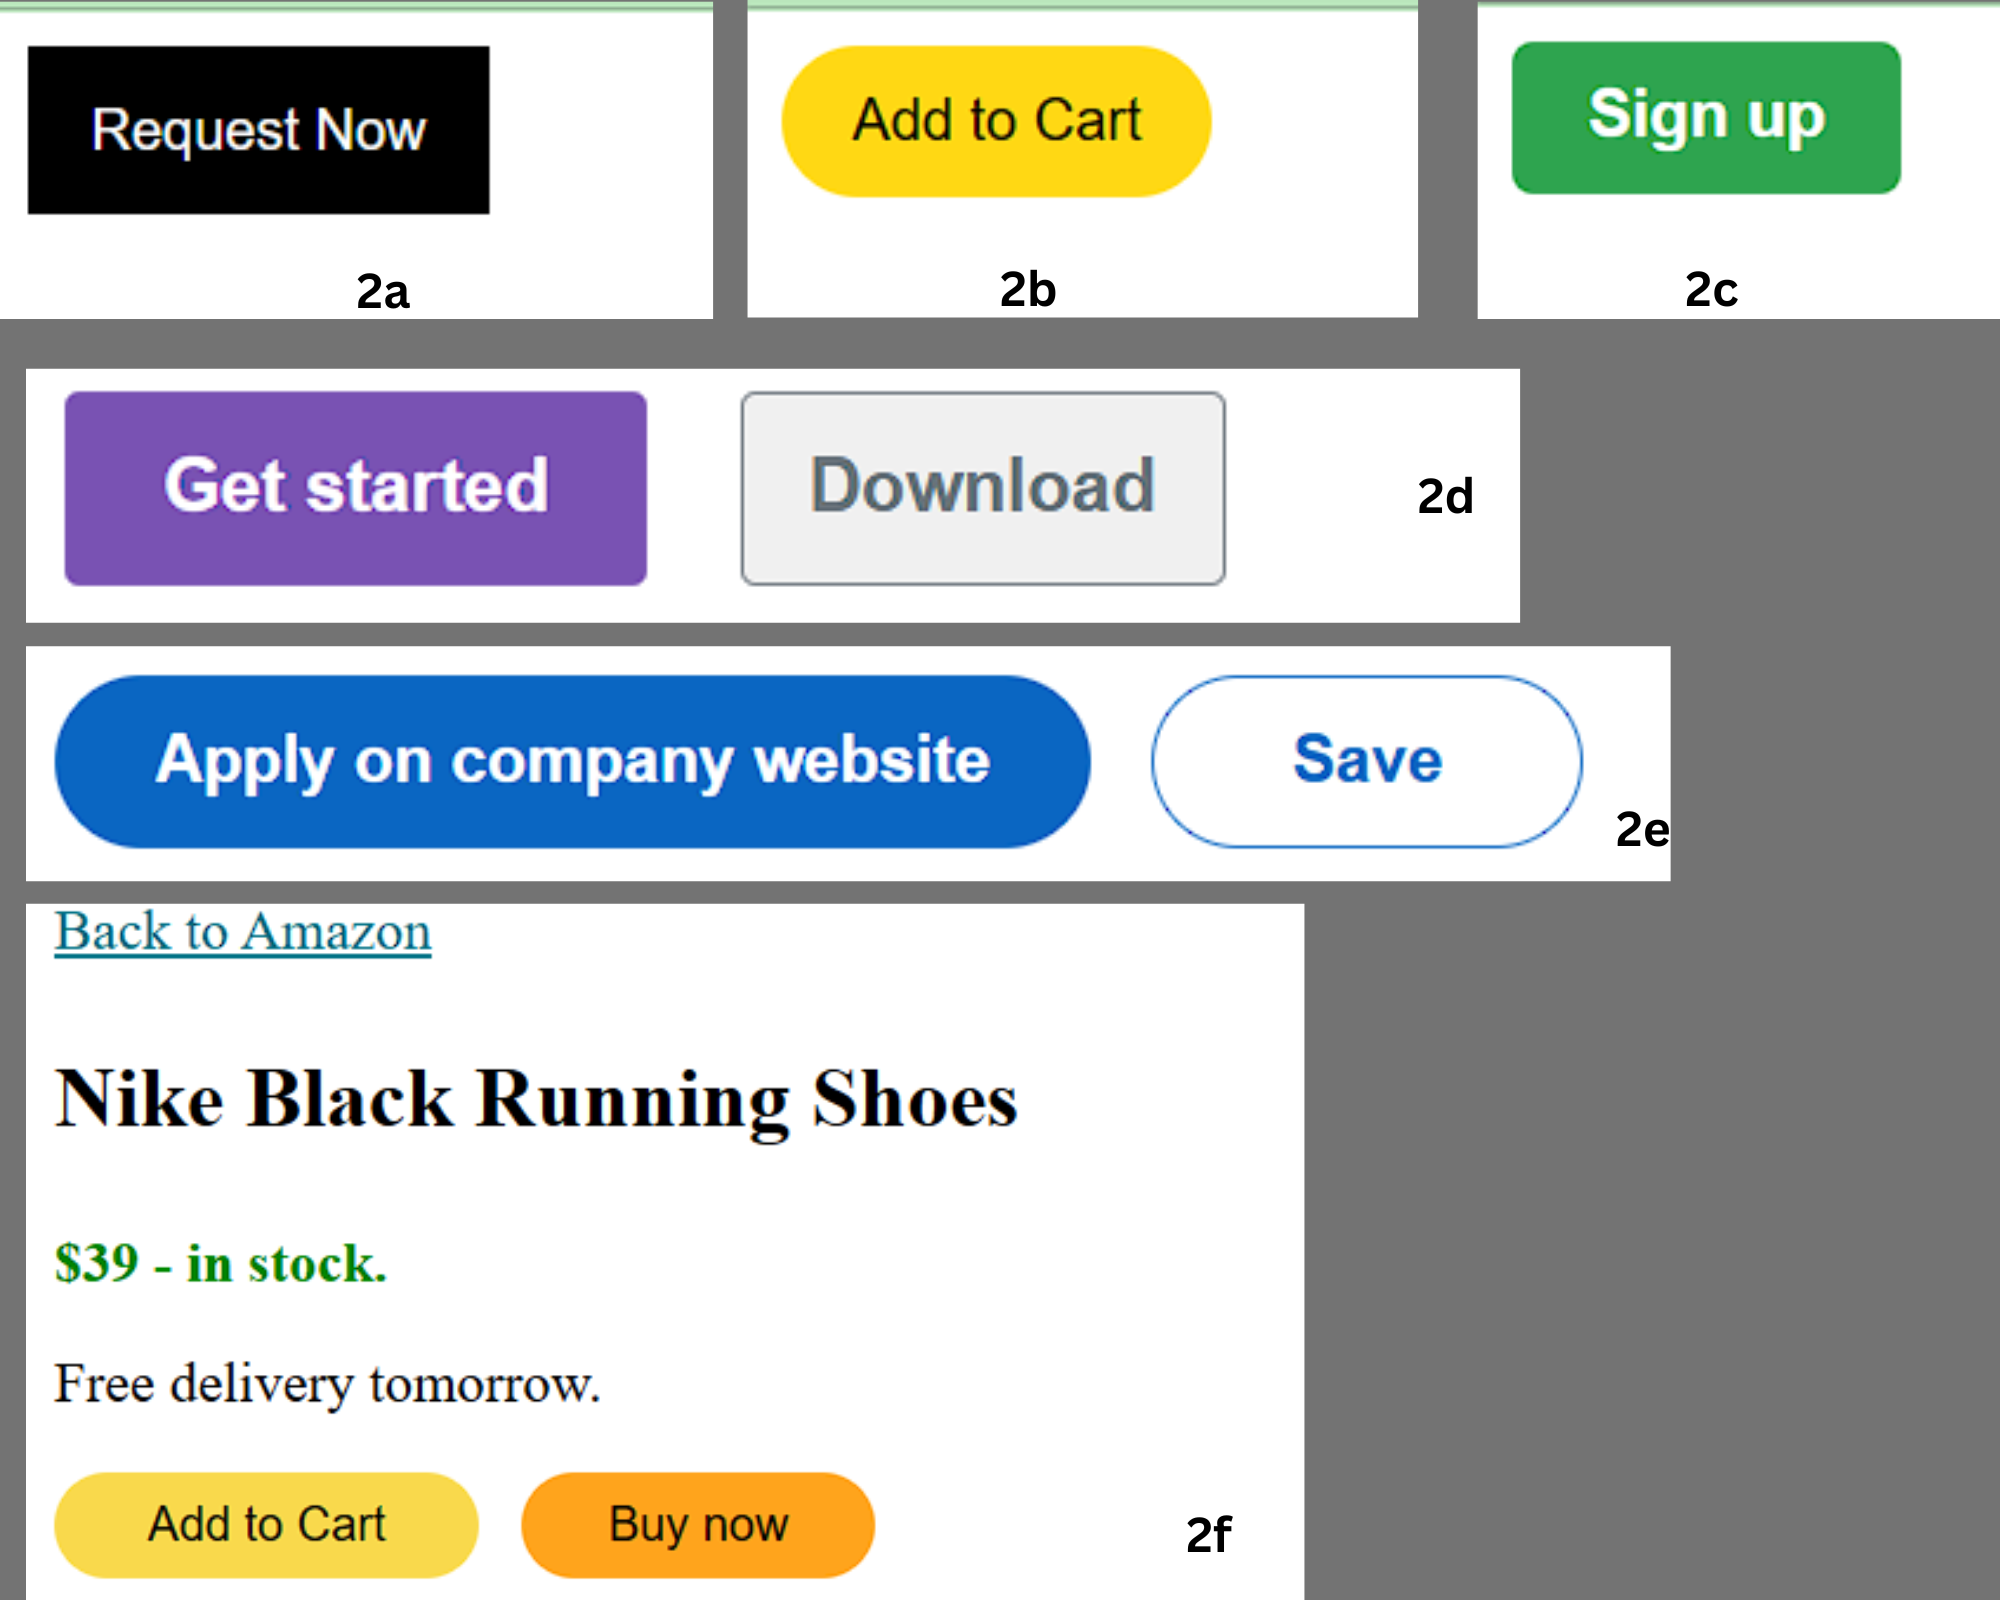 Request Now
2a
Add to Cart
2b
Sign up
2c
Get started
Download
2d
Apply on company website
Save
2e
Back to Amazon
Nike Black Running Shoes
$39 - in stock.
Free delivery tomorrow.
Add to Cart
Buy now
2f